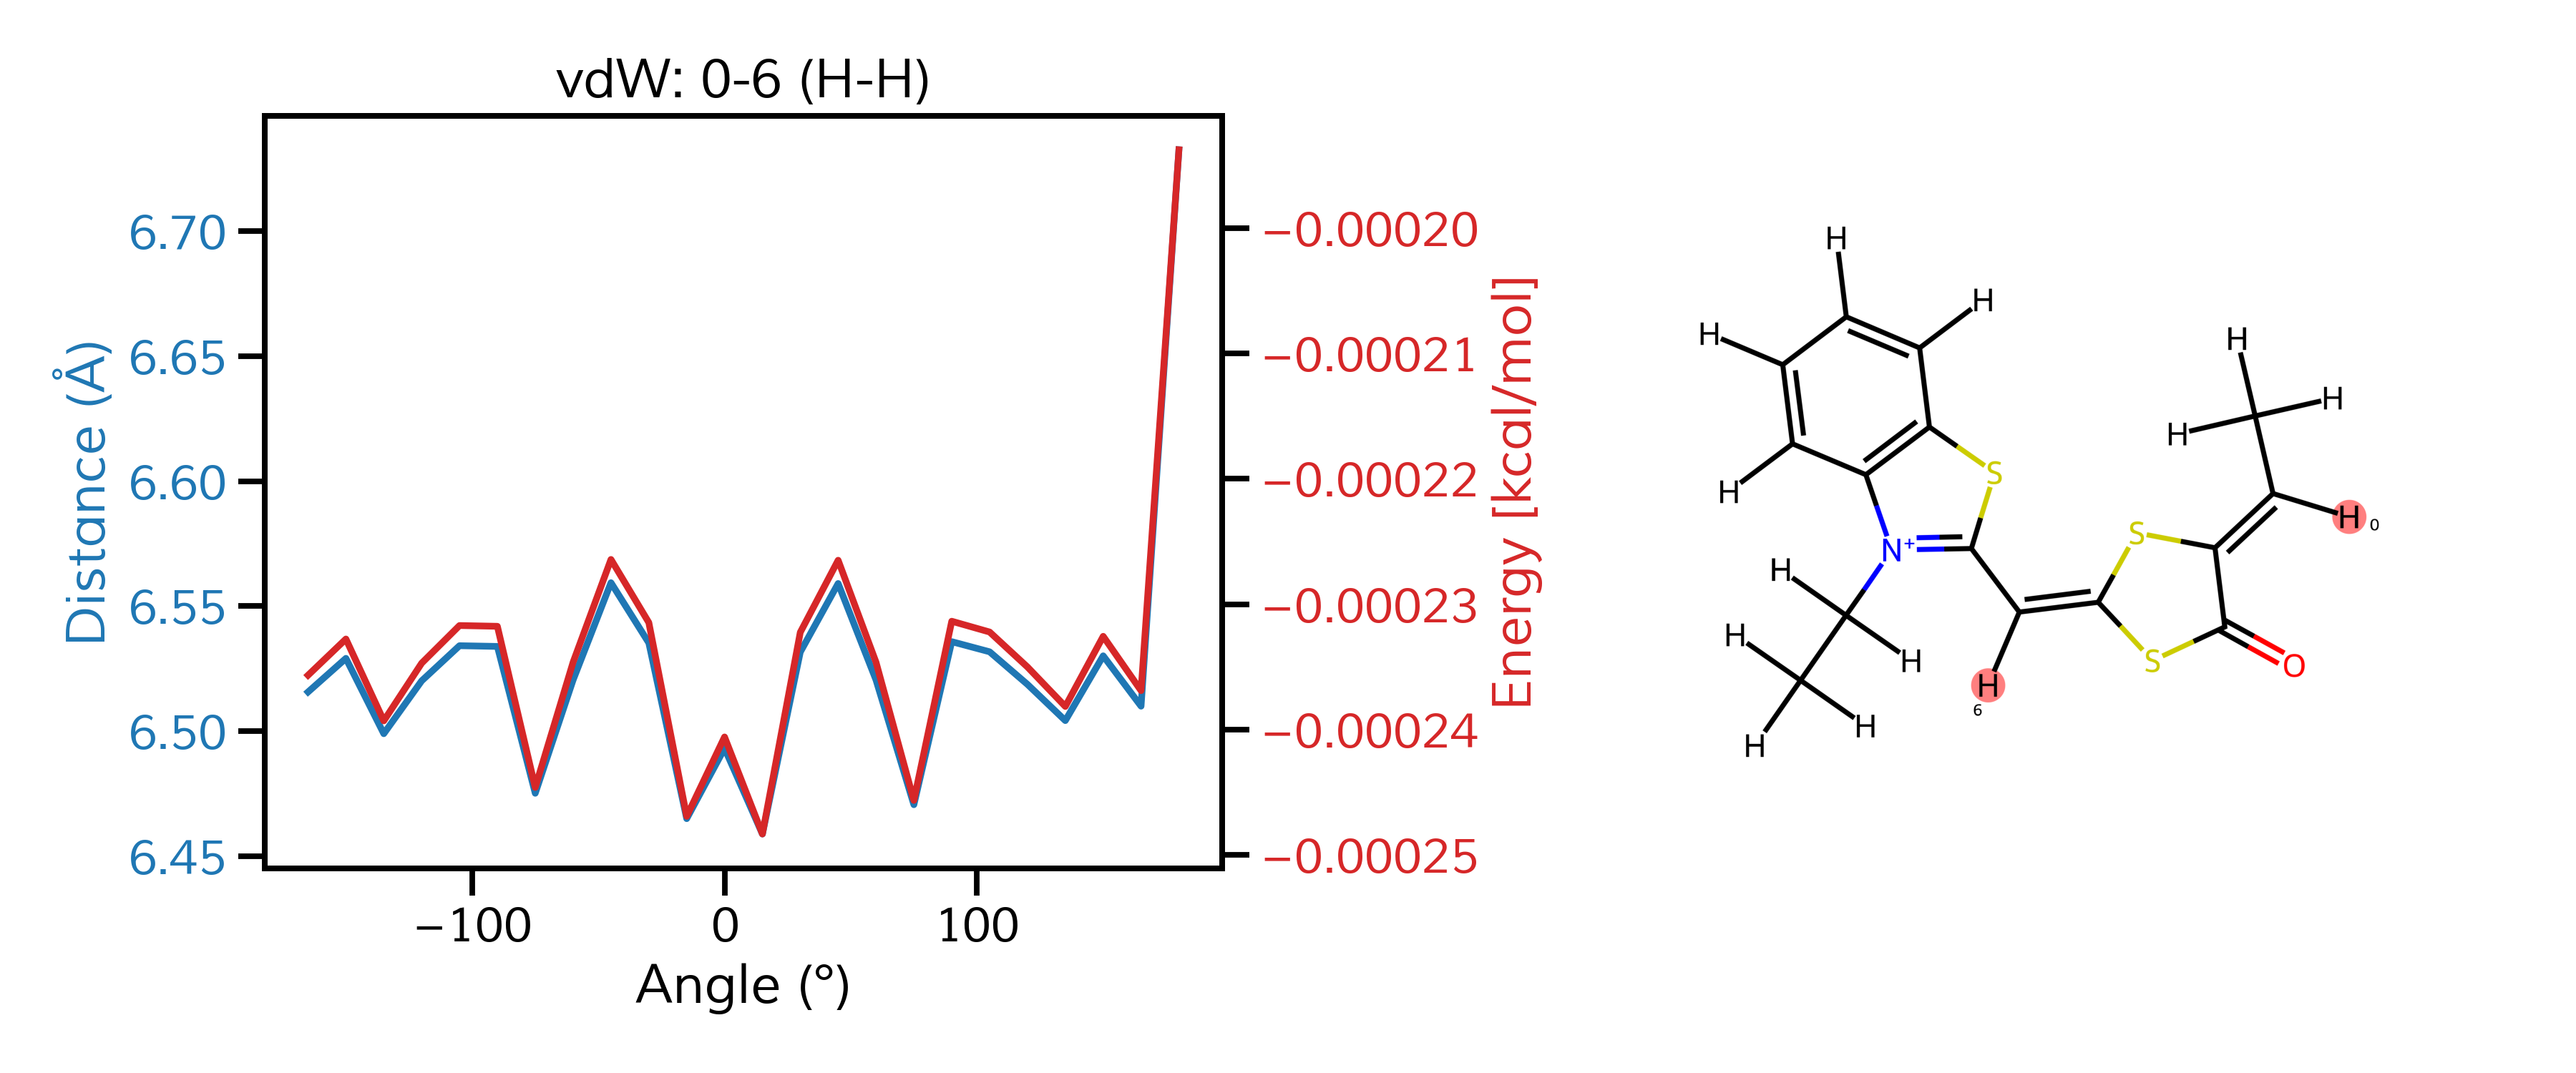 vdW: 0-6 (H-H)
Distance (Å)
6.70
6.65
6.60
6.55
6.50
6.45
−0.00020
−0.00021
−0.00022
−0.00023
−0.00024
−0.00025
Energy [kcal/mol]
−100 0 100
Angle (°)
H
H
H
H
H
H
H
S
H
H
S
H 0
N+
H
H
H
S
O
H
6
H
H